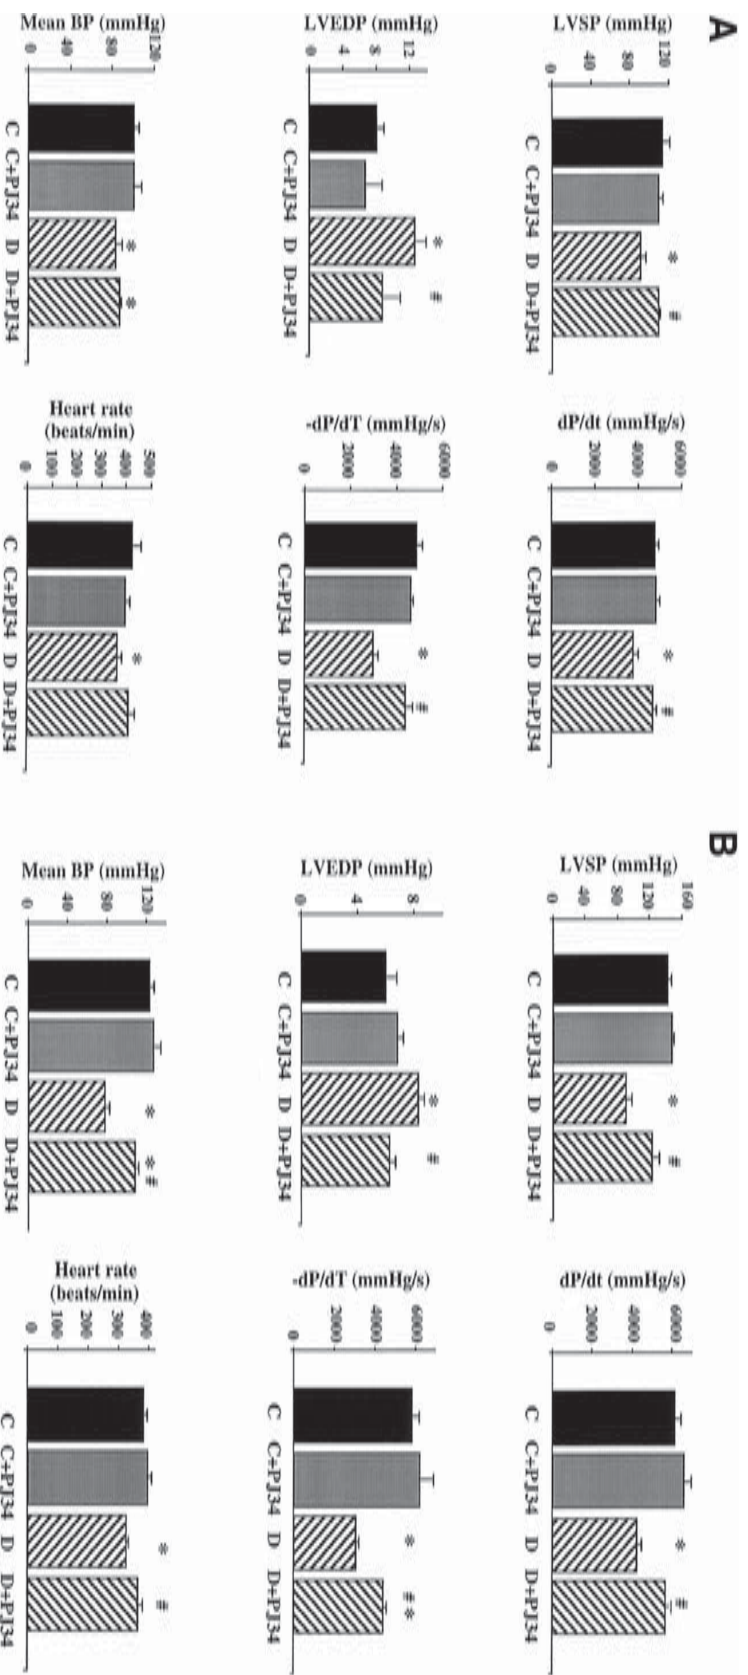 A
LVSP (mmHg)
120
80
40
0
* #
C C+PJ34 D D+PJ34
dP/dt (mmHg/s)
6000
4000
2000
0
* #
C C+PJ34 D D+PJ34
LVEDP (mmHg)
12
8
4
0
* #
C C+PJ34 D D+PJ34
-dP/dT (mmHg/s)
6000
4000
2000
0
* #
C C+PJ34 D D+PJ34
Mean BP (mmHg)
120
80
40
0
* *
C C+PJ34 D D+PJ34
Heart rate
(beats/min)
500
400
300
200
100
0
*
C C+PJ34 D D+PJ34
B
LVSP (mmHg)
160
120
80
40
0
* #
C C+PJ34 D D+PJ34
dP/dt (mmHg/s)
6000
4000
2000
0
* #
C C+PJ34 D D+PJ34
LVEDP (mmHg)
8
4
0
* #
C C+PJ34 D D+PJ34
-dP/dT (mmHg/s)
6000
4000
2000
0
* #*
C C+PJ34 D D+PJ34
Mean BP (mmHg)
120
80
40
0
* *#
C C+PJ34 D D+PJ34
Heart rate
(beats/min)
400
300
200
100
0
* #
C C+PJ34 D D+PJ34